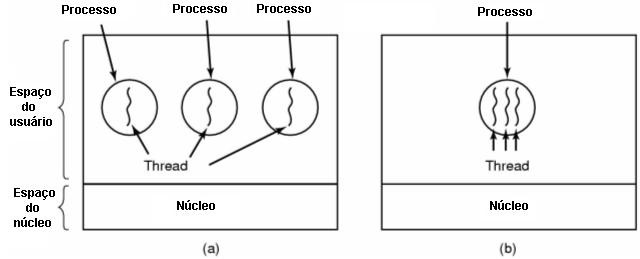 Processo
Processo
Processo
Processo
Espaço
do
usuário
Thread
Thread
Espaço
do
núcleo
Núcleo
Núcleo
(a)
(b)